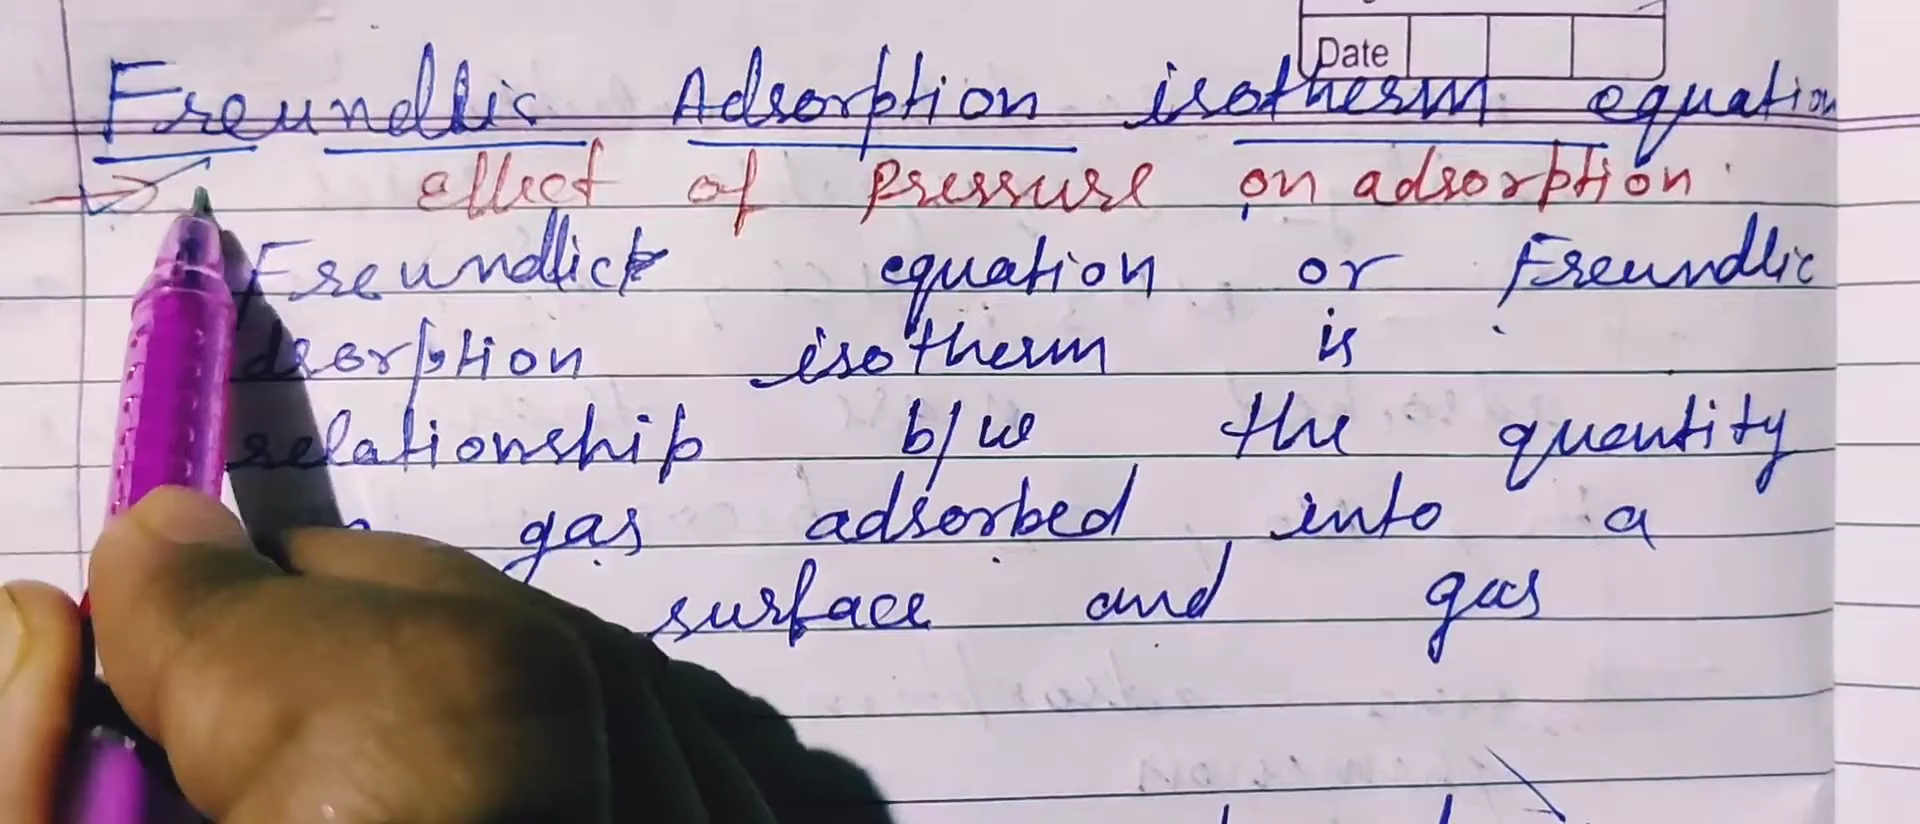 Date
Freundlic Adsorption isotherm equation
effect of pressure on adsorption.
Freundlick equation or Freundlic
dsorption isotherm is
relationship b/w the quantity
gas adsorbed into a
surface and gas